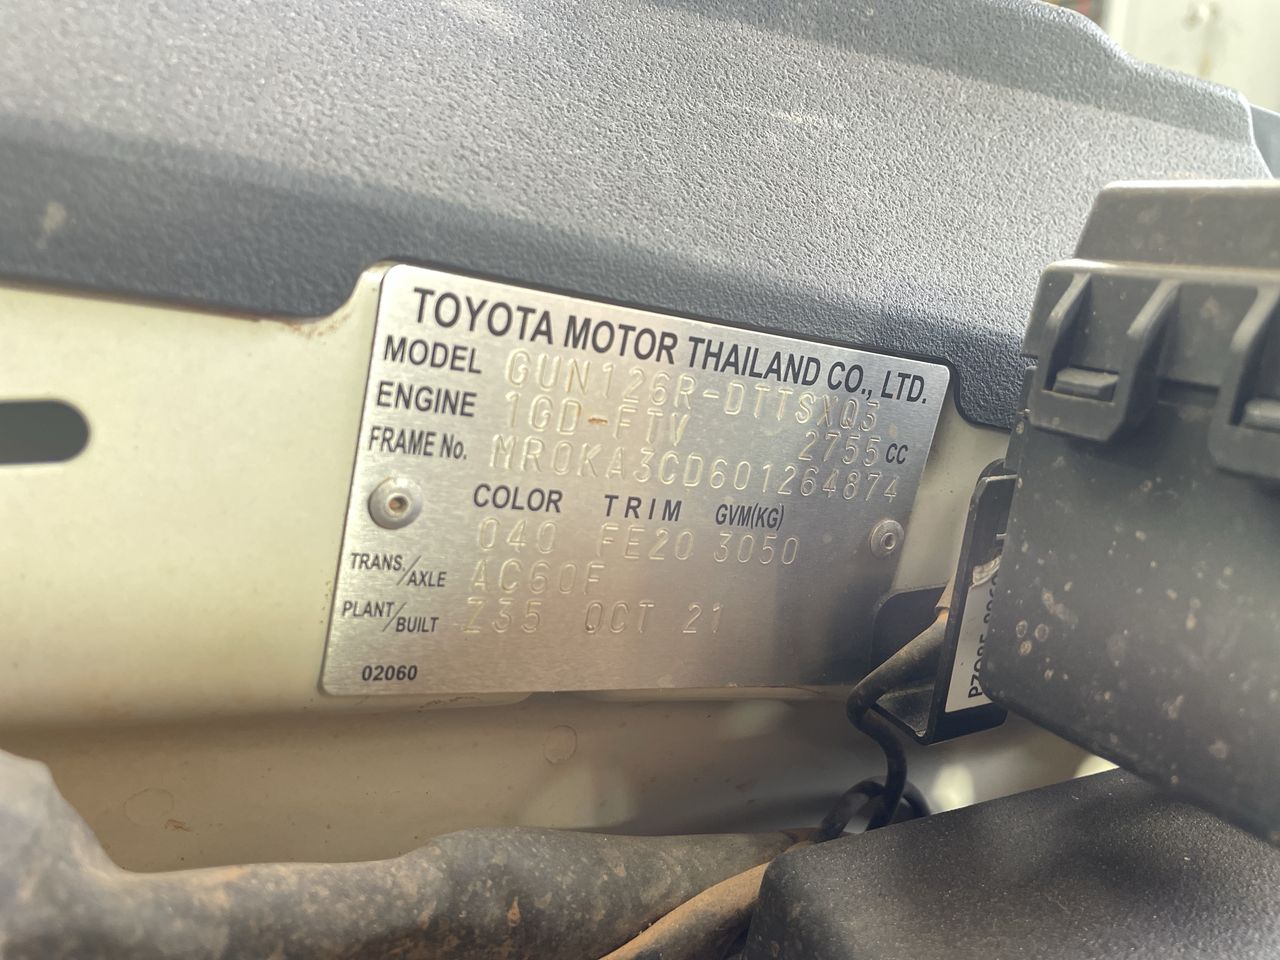 TOYOTA MOTOR THAILAND CO., LTD.
MODEL GUN126R-DTTSXQ3
ENGINE 1GD-FTV 2755 CC
FRAME No. MR0KA3CD601264874
COLOR TRIM GVM(KG)
040 FE20 3050
TRANS./AXLE AC60F
PLANT/BUILT Z35 OCT 21
02060